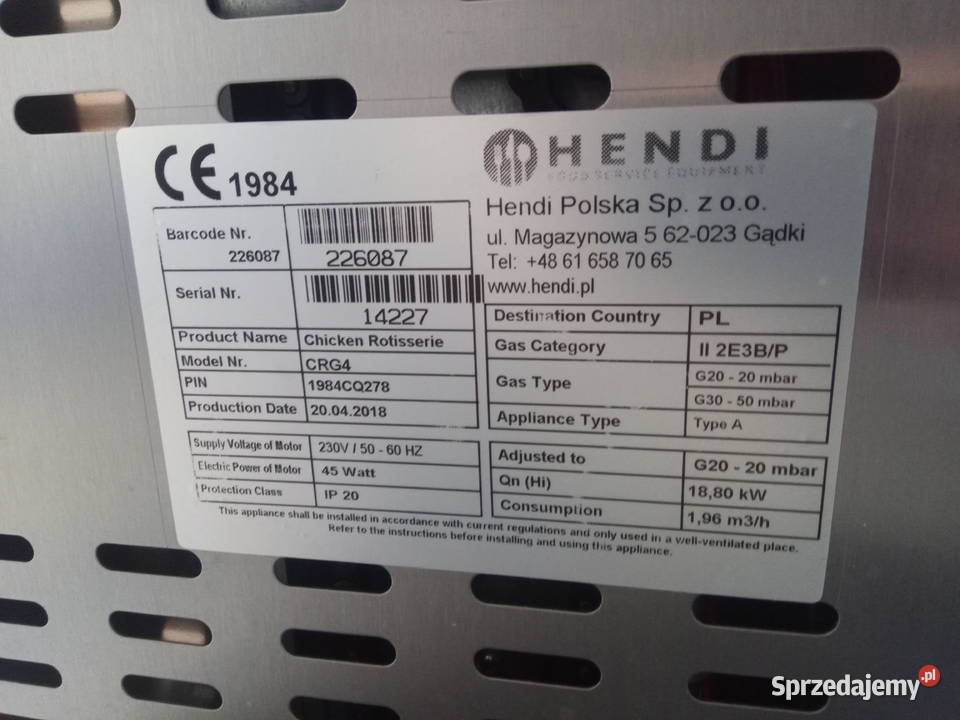 CE 1984
HENDI
FOOD SERVICE EQUIPMENT
Hendi Polska Sp. z o.o.
ul. Magazynowa 5 62-023 Gądki
Tel: +48 61 658 70 65
www.hendi.pl
Barcode Nr.
226087
226087
Serial Nr.
14227
Product Name Chicken Rotisserie
Model Nr. CRG4
PIN 1984CQ278
Production Date 20.04.2018
Destination Country PL
Gas Category II 2E3B/P
Gas Type G20 - 20 mbar
G30 - 50 mbar
Appliance Type Type A
Supply Voltage of Motor 230V / 50 - 60 HZ
Electric Power of Motor 45 Watt
Protection Class IP 20
Adjusted to G20 - 20 mbar
Qn (Hi) 18,80 kW
Consumption 1,96 m3/h
This appliance shall be installed in accordance with current regulations and only used in a well-ventilated place.
Refer to the instructions before installing and using this appliance.
Sprzedajemy.pl